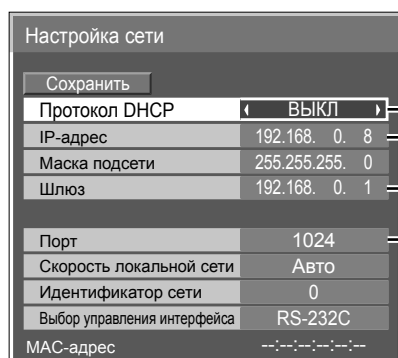 Настройка сети
Сохранить
Протокол DHCP ВЫКЛ
IP-адрес 192.168. 0. 8
Маска подсети 255.255.255. 0
Шлюз 192.168. 0. 1
Порт 1024
Скорость локальной сети Авто
Идентификатор сети 0
Выбор управления интерфейса RS-232C
MAC-адрес --:--:--:--:--:--